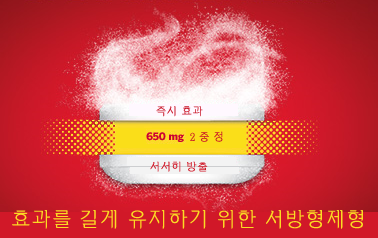 즉시 효과
650 mg 2 중 정
서서히 방출
효과를 길게 유지하기 위한 서방형제형